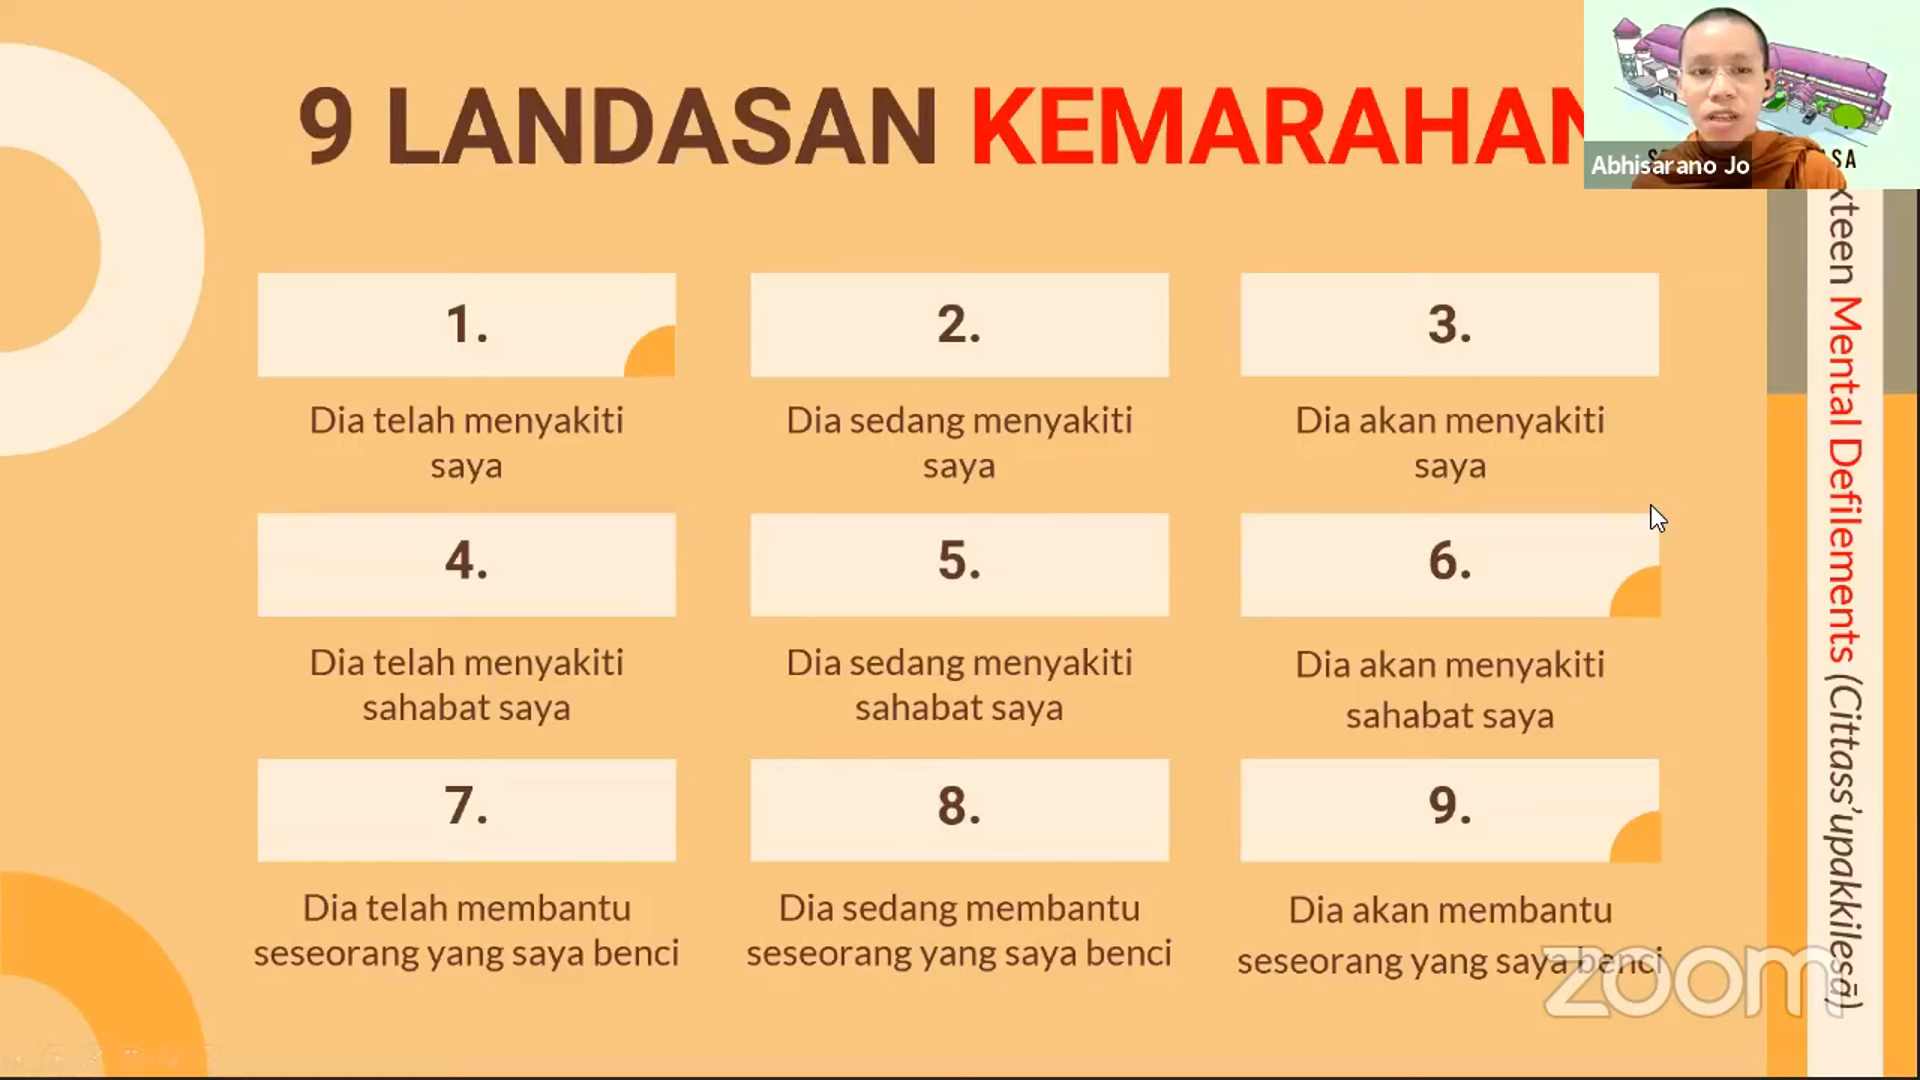 9 LANDASAN KEMARAHAN
Abhisarano Jo
1.
2.
3.
Dia telah menyakiti
saya
Dia sedang menyakiti
saya
Dia akan menyakiti
saya
4.
5.
6.
Dia telah menyakiti
sahabat saya
Dia sedang menyakiti
sahabat saya
Dia akan menyakiti
sahabat saya
7.
8.
9.
Dia telah membantu
seseorang yang saya benci
Dia sedang membantu
seseorang yang saya benci
Dia akan membantu
seseorang yang saya benci
Mental Defilements (Cittass'upakkilesā)
zoom